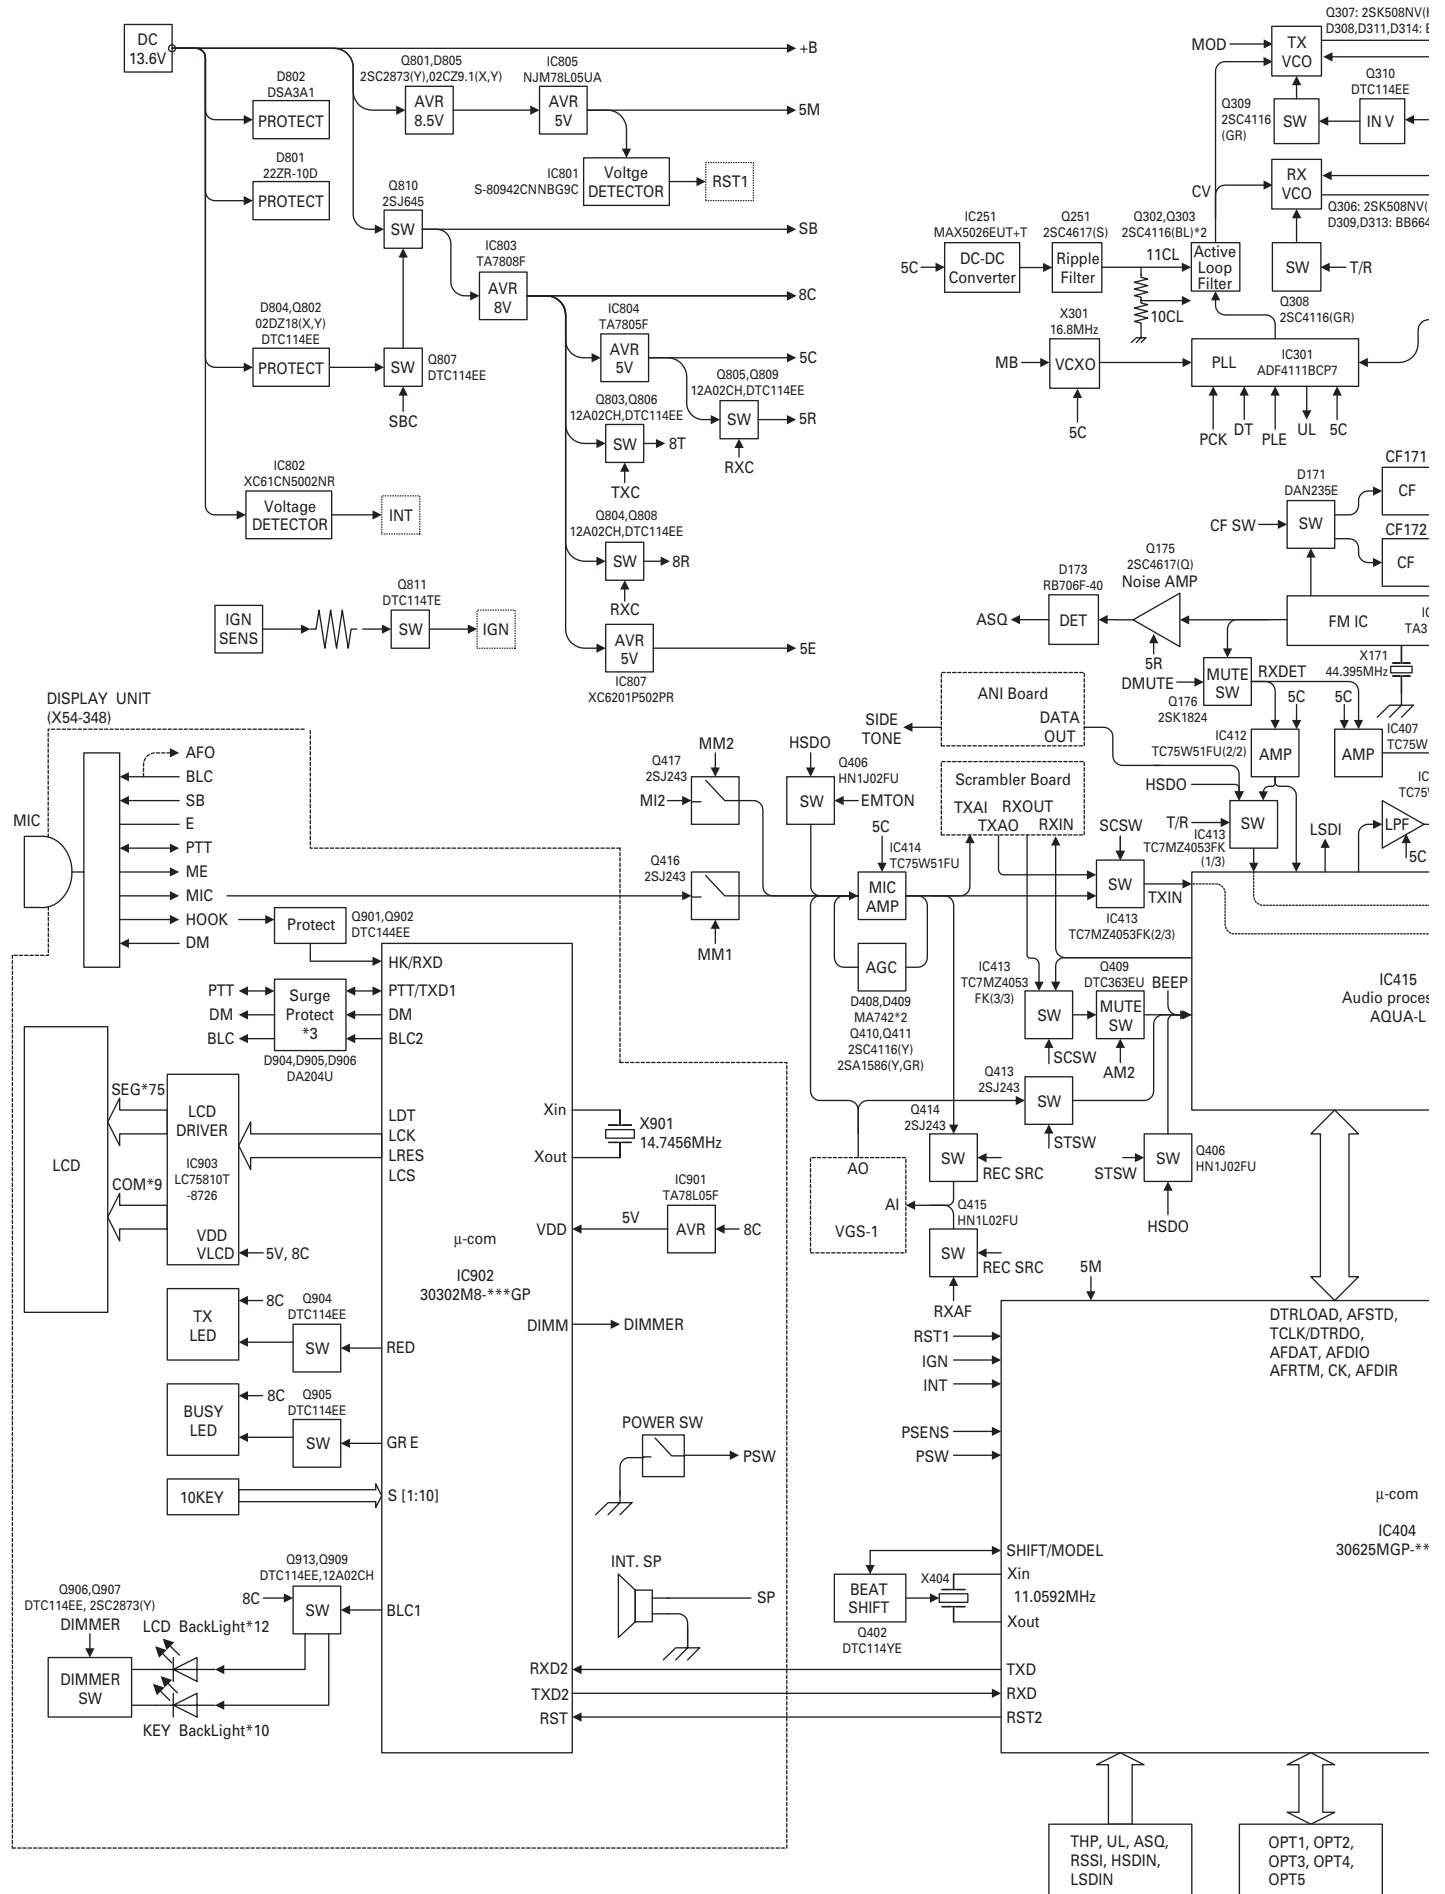 DC
13.6V
+B
D802
DSA3A1
PROTECT
Q801,D805
2SC2873(Y),02CZ9.1(X,Y)
AVR
8.5V
IC805
NJM78L05UA
AVR
5V
5M
IC801
S-80942CNNBG9C
Voltge
DETECTOR
RST1
D801
22ZR-10D
PROTECT
Q810
2SJ645
SW
SB
IC803
TA7808F
AVR
8V
8C
D804,Q802
02DZ18(X,Y)
DTC114EE
PROTECT
SW
Q807
DTC114EE
SBC
IC804
TA7805F
AVR
5V
5C
Q805,Q809
12A02CH,DTC114EE
SW
5R
RXC
Q803,Q806
12A02CH,DTC114EE
SW
8T
TXC
IC802
XC61CN5002NR
Voltage
DETECTOR
INT
Q804,Q808
12A02CH,DTC114EE
SW
8R
RXC
IGN
SENS
Q811
DTC114TE
SW
IGN
AVR
5V
5E
IC807
XC6201P502PR
Q307: 2SK508NV(
D308,D311,D314:
MOD
TX
VCO
Q310
DTC114EE
Q309
2SC4116
(GR)
SW
IN V
RX
VCO
CV
Q306: 2SK508NV(
D309,D313: BB664
IC251
MAX5026EUT+T
Q251
2SC4617(S)
Q302,Q303
2SC4116(BL)*2
5C
DC-DC
Converter
Ripple
Filter
11CL
Active
Loop
Filter
SW
T/R
10CL
Q308
2SC4116(GR)
X301
16.8MHz
MB
VCXO
PLL
IC301
ADF4111BCP7
5C
PCK
DT
PLE
UL
5C
CF171
D171
DAN235E
CF
CF SW
SW
CF172
CF
Q175
2SC4617(Q)
Noise AMP
D173
RB706F-40
ASQ
DET
FM IC
TA3
5R
DMUTE
MUTE
SW
RXDET
X171
44.395MHz
Q176
2SK1824
5C
5C
IC412
TC75W51FU(2/2)
AMP
AMP
IC407
TC75W
ANI Board
DATA
OUT
SIDE
TONE
Scrambler Board
TXAI
RXOUT
TXAO
RXIN
HSDO
T/R
SW
IC413
TC7MZ4053FK
(1/3)
LSDI
LPF
5C
DISPLAY UNIT
(X54-348)
MIC
AFO
BLC
SB
E
PTT
ME
MIC
HOOK
DM
Protect
Q901,Q902
DTC144EE
MM2
Q417
2SJ243
MI2
HSDO
Q406
HN1J02FU
SW
EMTON
Q416
2SJ243
MM1
5C
IC414
TC75W51FU
MIC
AMP
AGC
D408,D409
MA742*2
Q410,Q411
2SC4116(Y)
2SA1586(Y,GR)
SCSW
SW
TXIN
IC413
TC7MZ4053FK(2/3)
IC413
TC7MZ4053
FK(3/3)
SW
SCSW
Q409
DTC363EU
MUTE
SW
AM2
BEEP
IC415
Audio proces
AQUA-L
Q413
2SJ243
SW
STSW
Q414
2SJ243
SW
REC SRC
STSW
SW
Q406
HN1J02FU
HSDO
AO
AI
VGS-1
Q415
HN1L02FU
SW
REC SRC
RXAF
5M
HK/RXD
PTT/TXD1
DM
BLC2
PTT
DM
BLC
Surge
Protect
*3
D904,D905,D906
DA204U
LCD
SEG*75
COM*9
LCD
DRIVER
IC903
LC75810T
-8726
VDD
VLCD
5V, 8C
LDT
LCK
LRES
LCS
Xin
Xout
X901
14.7456MHz
IC901
TA78L05F
VDD
5V
AVR
8C
μ-com
IC902
30302M8-***GP
TX
LED
8C
Q904
DTC114EE
SW
RED
DIMM
DIMMER
BUSY
LED
8C
Q905
DTC114EE
SW
GR E
10KEY
S [1:10]
POWER SW
PSW
INT. SP
SP
Q913,Q909
DTC114EE,12A02CH
8C
SW
BLC1
Q906,Q907
DTC114EE, 2SC2873(Y)
DIMMER
LCD BackLight*12
DIMMER
SW
KEY BackLight*10
RXD2
TXD2
RST
RST1
IGN
INT
PSENS
PSW
DTRLOAD, AFSTD,
TCLK/DTRDO,
AFDAT, AFDIO
AFRTM, CK, AFDIR
μ-com
IC404
30625MGP-**
SHIFT/MODEL
Xin
11.0592MHz
Xout
BEAT
SHIFT
X404
Q402
DTC114YE
TXD
RXD
RST2
THP, UL, ASQ,
RSSI, HSDIN,
LSDIN
OPT1, OPT2,
OPT3, OPT4,
OPT5